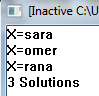 [Inactive C:\U
X=sara
X=omer
X=rana
3 Solutions